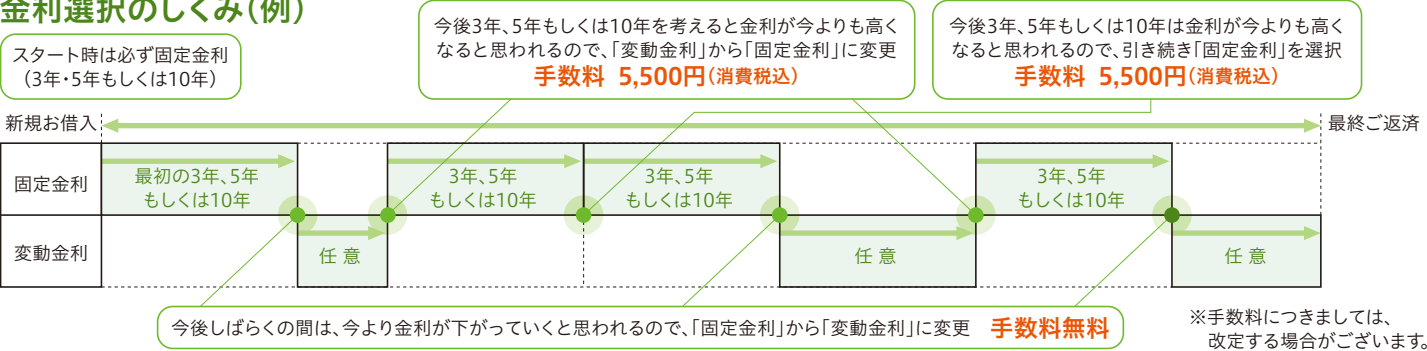 金利選択のしくみ（例）
スタート時は必ず固定金利
（3年・5年もしくは10年）
今後3年、5年もしくは10年を考えると金利が今よりも高く
なると思われるので、「変動金利」から「固定金利」に変更
手数料 5,500円（消費税込）
今後3年、5年もしくは10年は金利が今よりも高く
なると思われるので、引き続き「固定金利」を選択
手数料 5,500円（消費税込）
新規お借入
最終ご返済
固定金利
最初の3年、5年
もしくは10年
3年、5年
もしくは10年
3年、5年
もしくは10年
3年、5年
もしくは10年
変動金利
任 意
任 意
任 意
今後しばらくの間は、今より金利が下がっていくと思われるので、「固定金利」から「変動金利」に変更 手数料無料
※手数料につきましては、
改定する場合がございます。